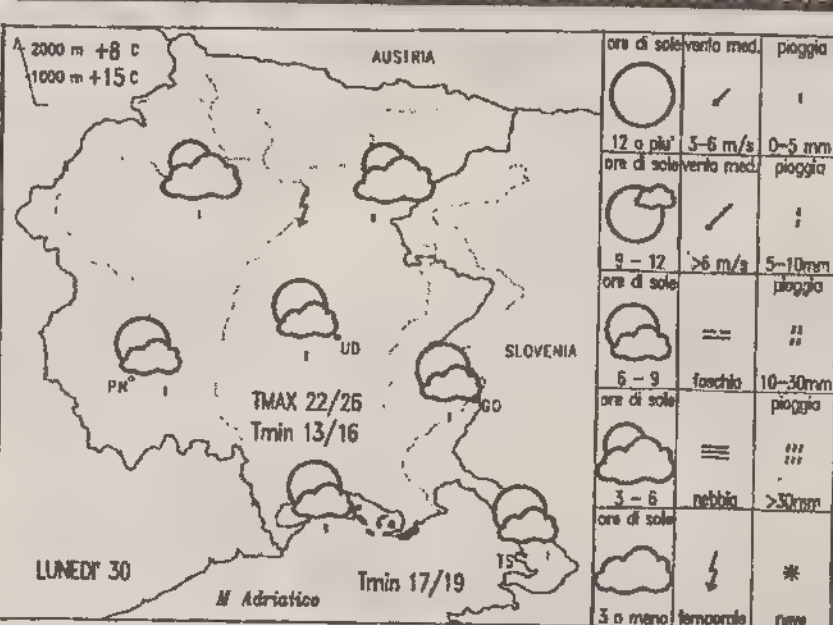 2000 m +8 C
1000 m +15 C
AUSTRIA
UD
PN
SLOVENIA
GO
TMAX 22/26
Tmin 13/16
TS
LUNEDI' 30
M Adriatico
Tmin 17/19
ore di sole vento med. pioggia
12 o piu' 3-6 m/s 0-5 mm
ore di sole vento med. pioggia
9 - 12 >6 m/s 5-10mm
ore di sole pioggia
6 - 9 foschia 10-30mm
ore di sole pioggia
3 - 6 nebbia >30mm
ore di sole
3 o meno temporale neve